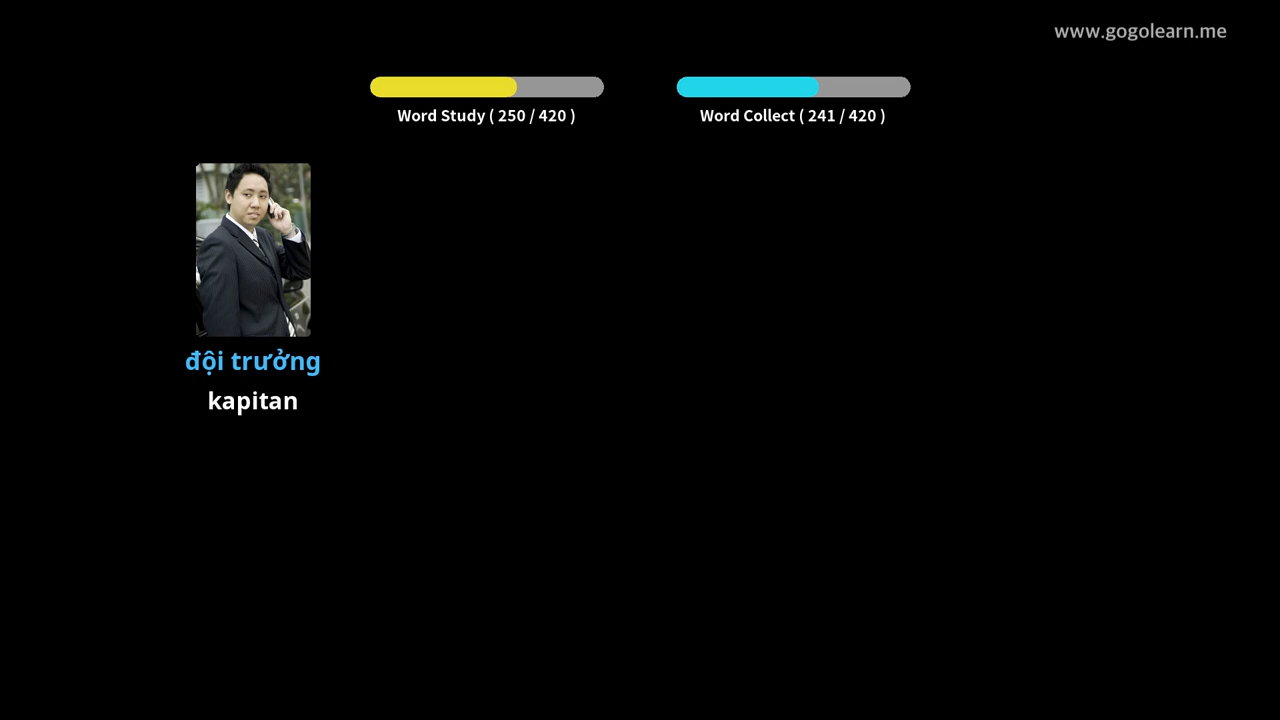 www.gogolearn.me
Word Study ( 250 / 420 )
Word Collect ( 241 / 420 )
đội trưởng
kapitan